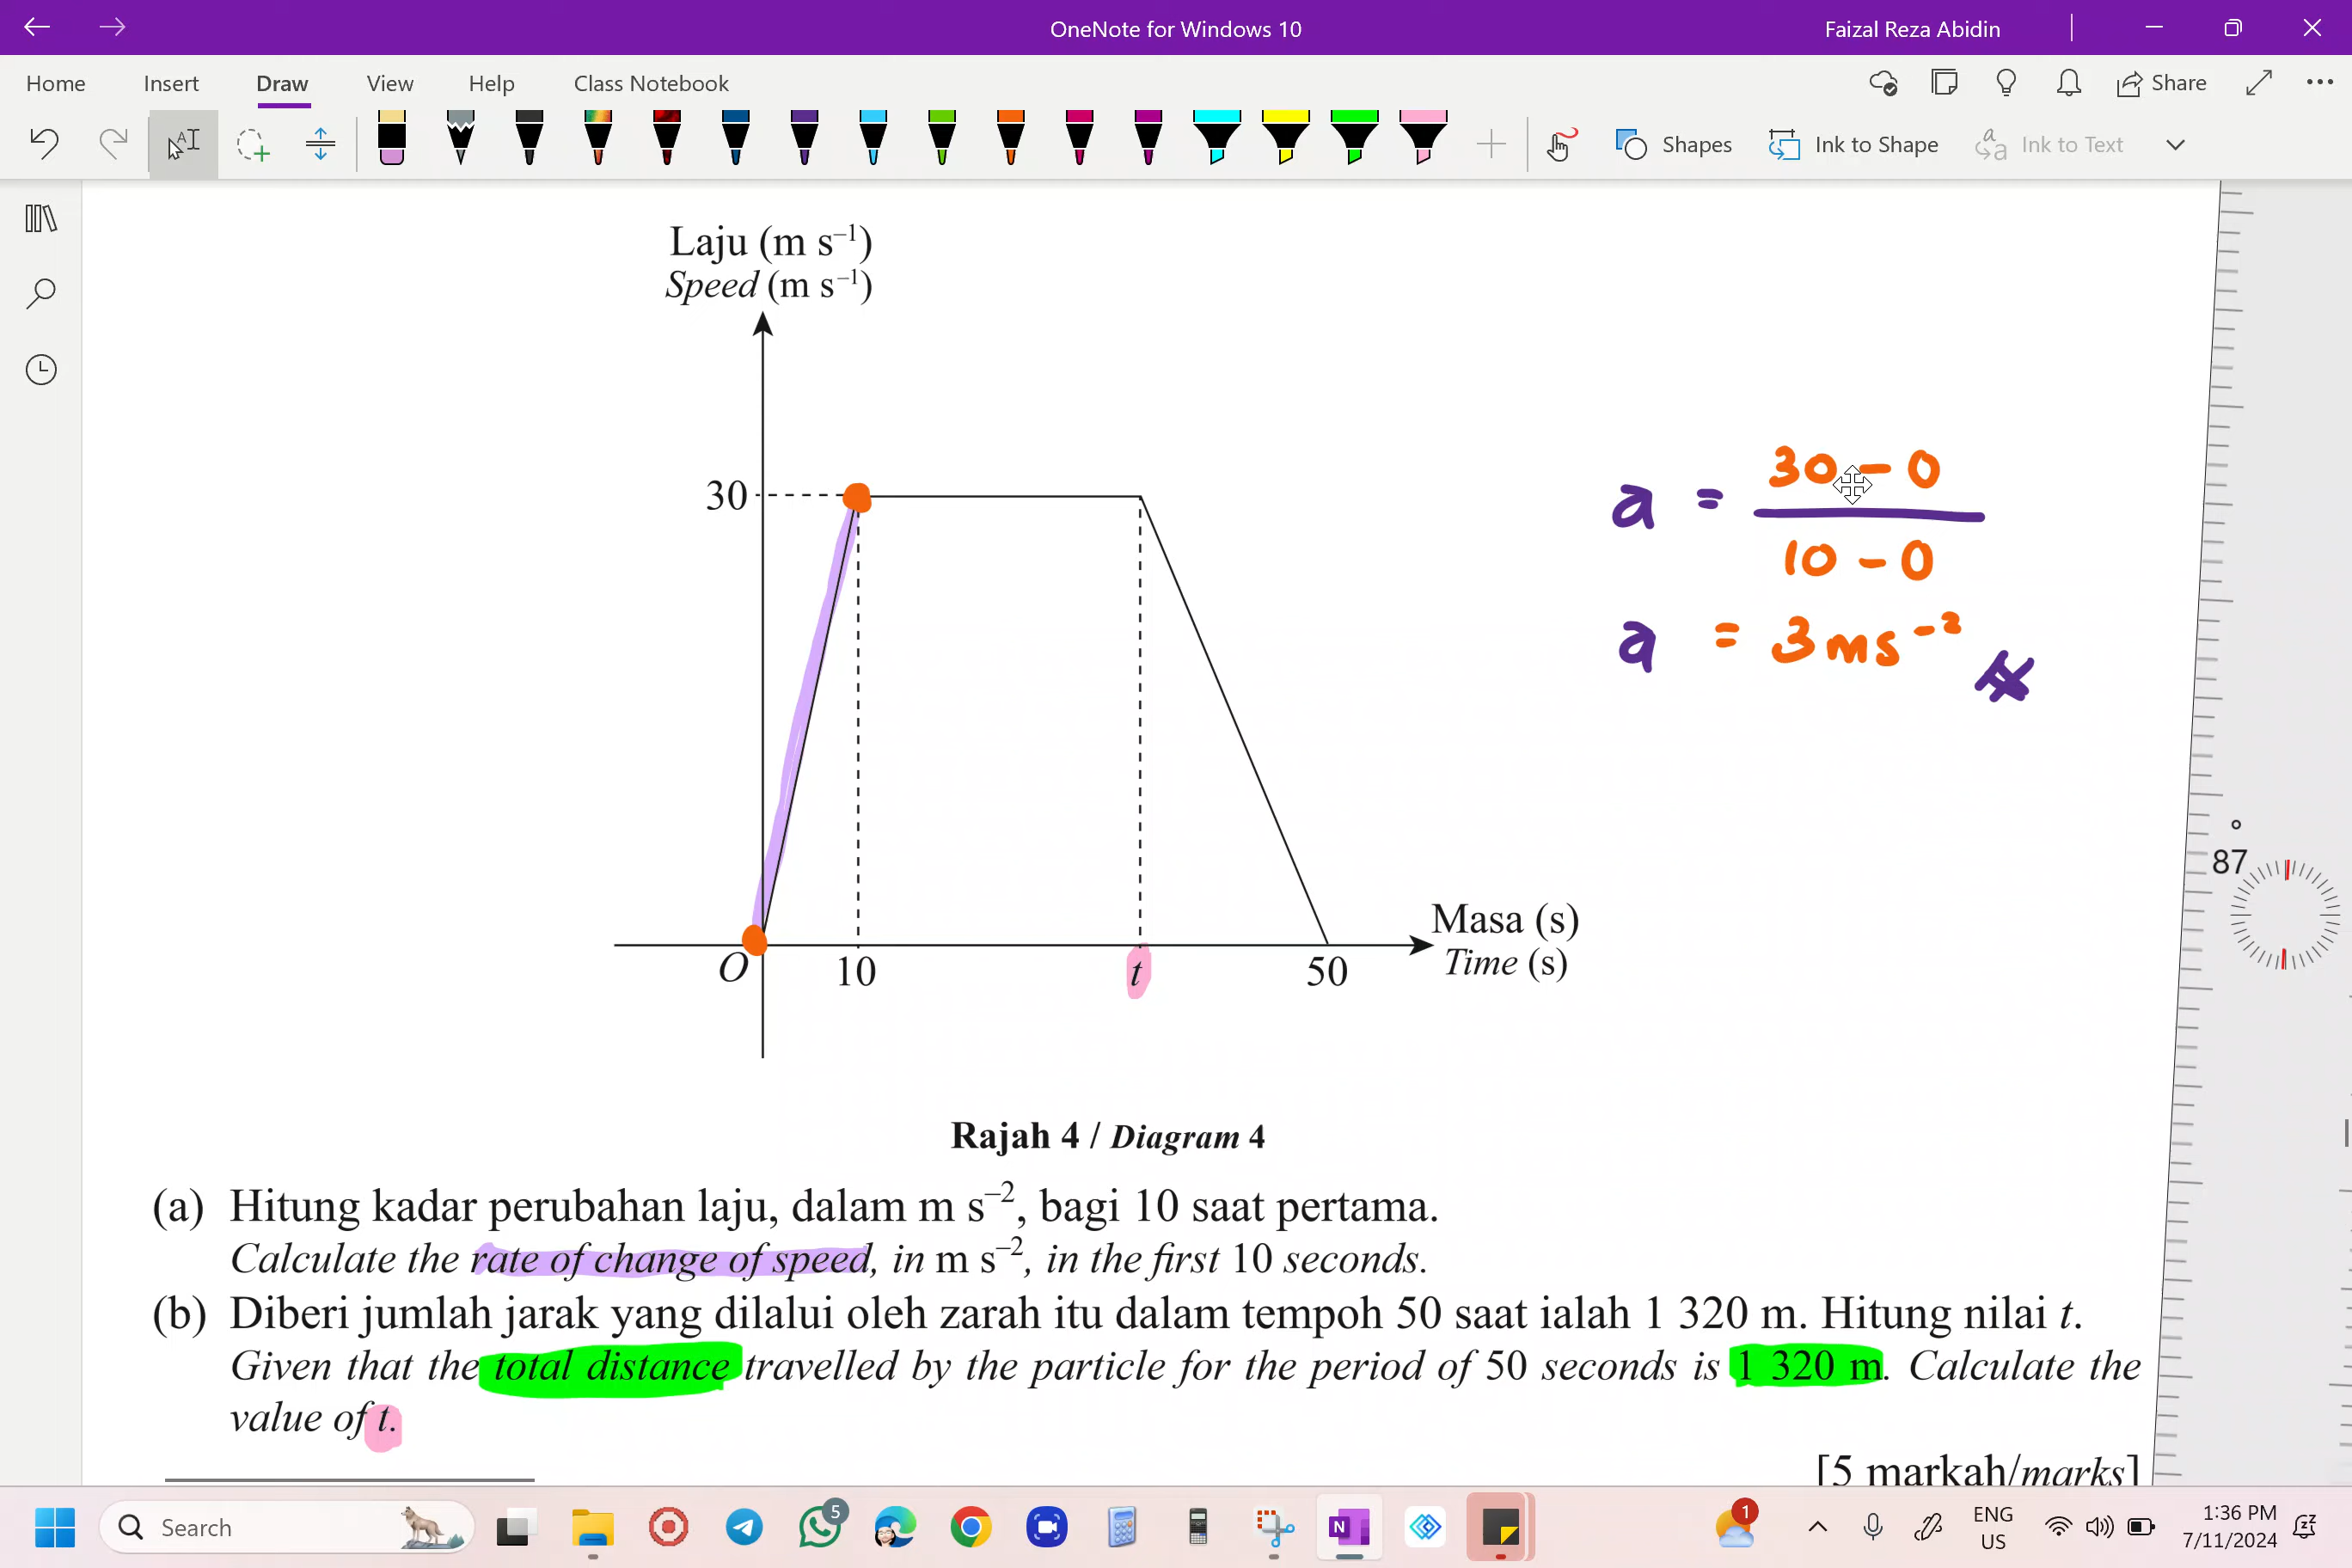 OneNote for Windows 10
Faizal Reza Abidin
Home Insert Draw View Help Class Notebook
Share
Shapes Ink to Shape Ink to Text
Laju (m s⁻¹)
Speed (m s⁻¹)
30
O 10 t 50
Masa (s)
Time (s)
a = 30 - 0
10 - 0
a = 3 ms⁻²
87°
Rajah 4 / Diagram 4
(a) Hitung kadar perubahan laju, dalam m s⁻², bagi 10 saat pertama.
Calculate the rate of change of speed, in m s⁻², in the first 10 seconds.
(b) Diberi jumlah jarak yang dilalui oleh zarah itu dalam tempoh 50 saat ialah 1 320 m. Hitung nilai t.
Given that the total distance travelled by the particle for the period of 50 seconds is 1 320 m. Calculate the
value of t.
[5 markah/marks]
Search
5
N
1
ENG
US
1:36 PM
7/11/2024